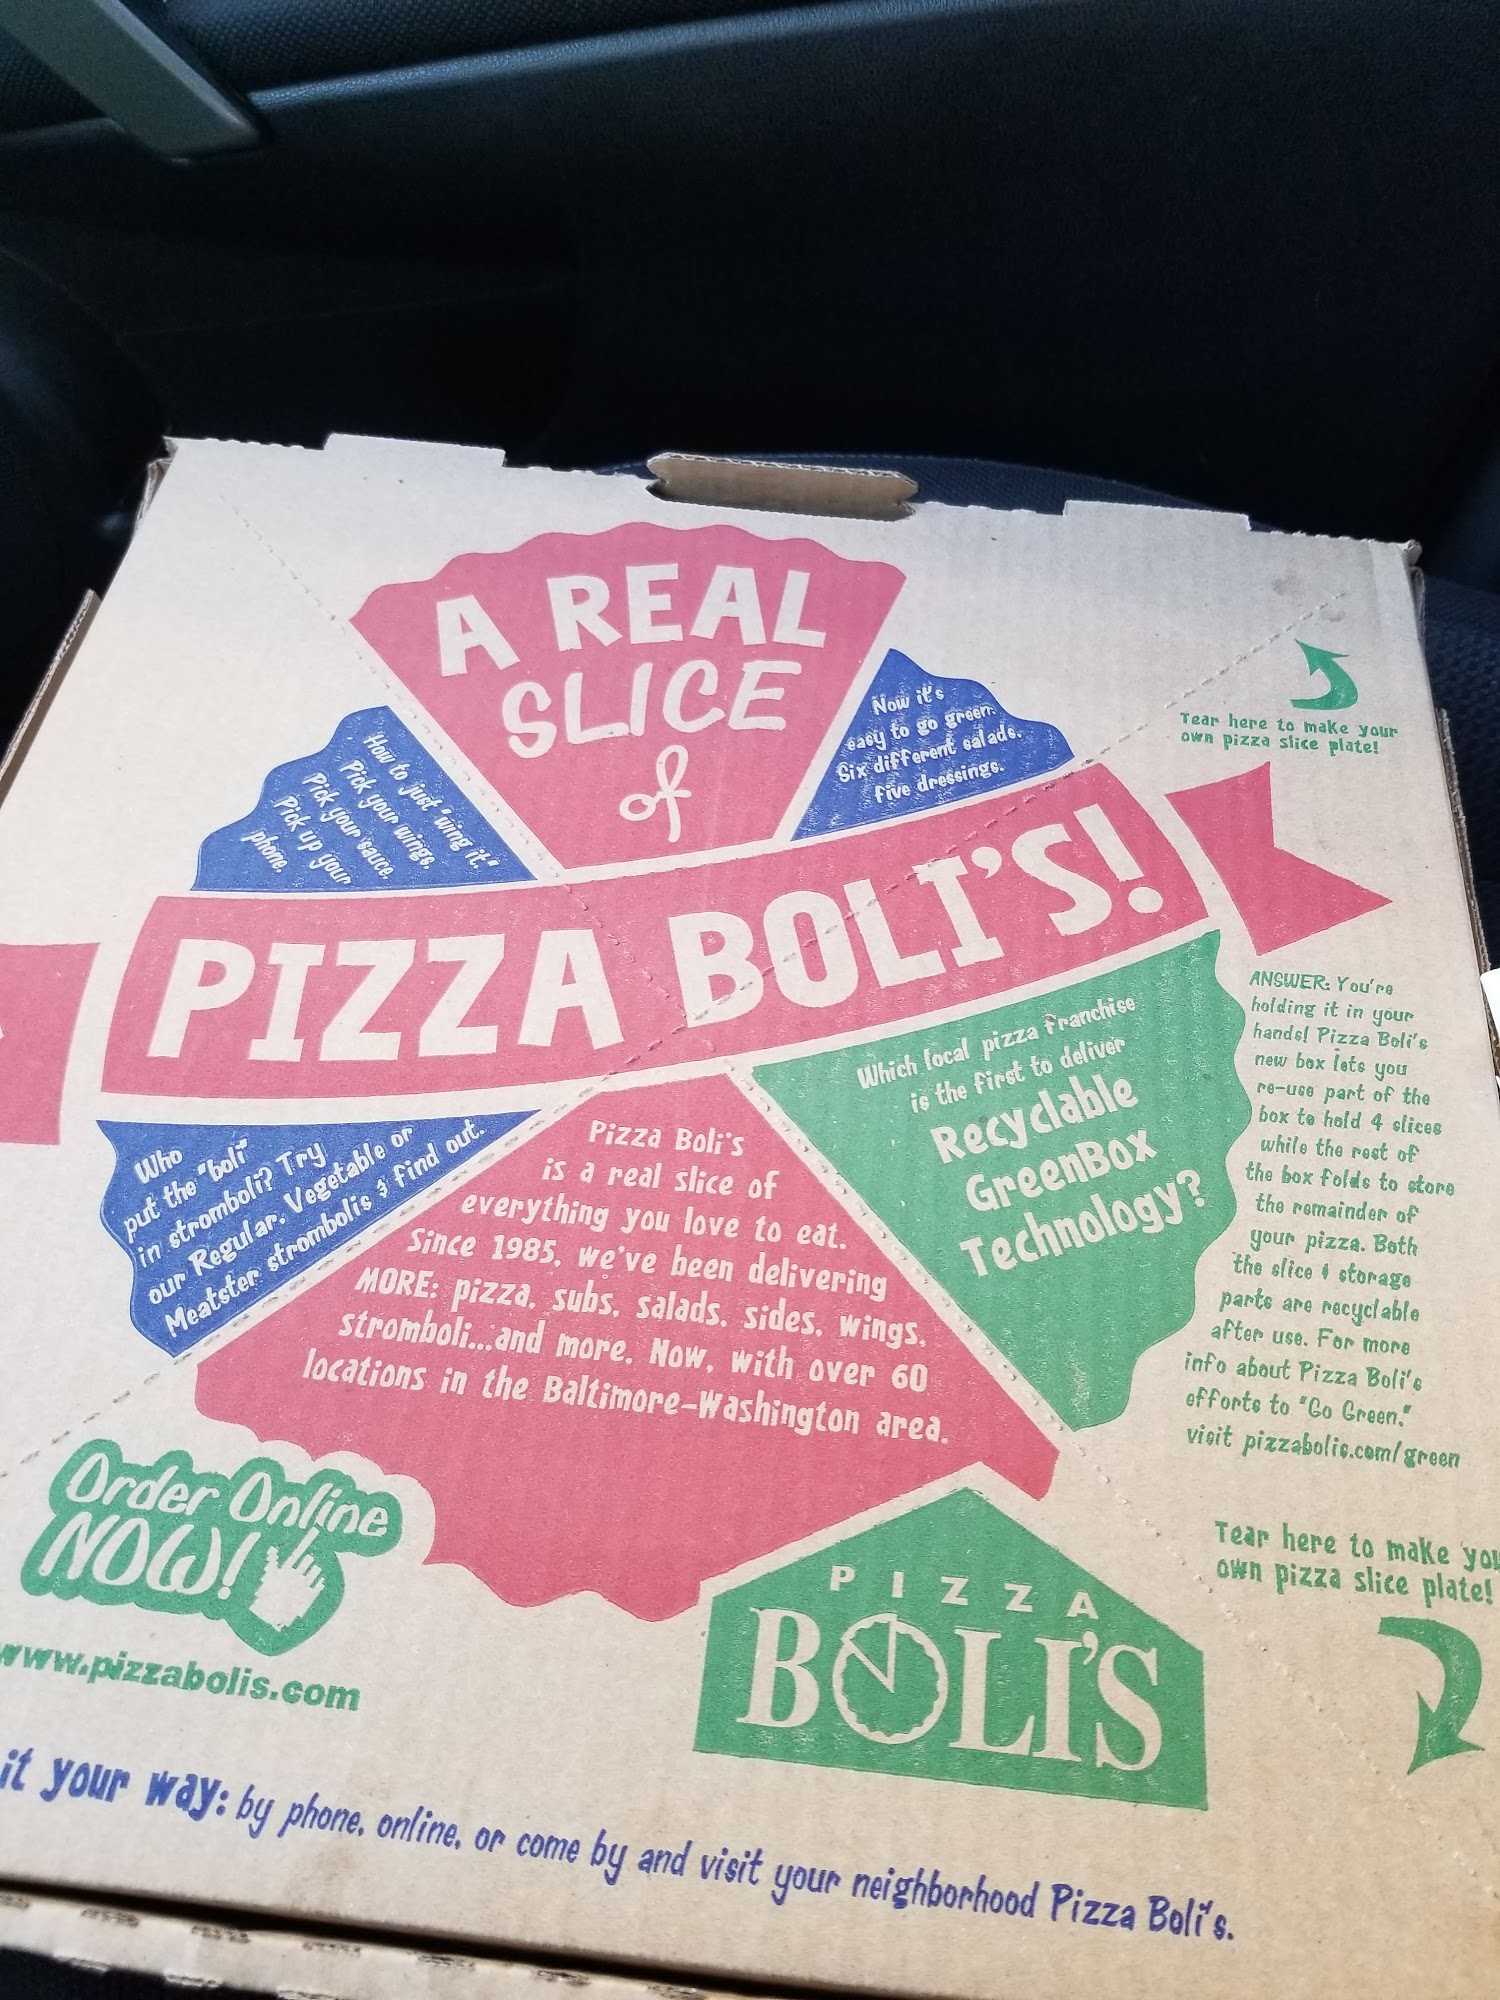 A REAL
SLICE
of
How to just "wing it."
Pick your wings.
Pick your sauce.
Pick up your
phone.
Now it's
easy to go green:
Six different salads,
five dressings.
Tear here to make your
own pizza slice plate!
PIZZA BOLI'S!
Who
put the "boli"
in stromboli? Try
our Regular, Vegetable or
Meatster strombolis & find out.
Pizza Boli's
is a real slice of
everything you love to eat.
Since 1985, we've been delivering
MORE: pizza, subs, salads, sides, wings,
stromboli...and more. Now, with over 60
locations in the Baltimore-Washington area.
Which local pizza franchise
is the first to deliver
Recyclable
GreenBox
Technology?
ANSWER: You're
holding it in your
hands! Pizza Boli's
new box lets you
re-use part of the
box to hold 4 slices
while the rest of
the box folds to store
the remainder of
your pizza. Both
the slice & storage
parts are recyclable
after use. For more
info about Pizza Boli's
efforts to "Go Green,"
visit pizzabolis.com/green
Order Online
NOW!
www.pizzabolis.com
PIZZA
BOLI'S
Tear here to make you
own pizza slice plate!
it your way: by phone, online, or come by and visit your neighborhood Pizza Boli's.